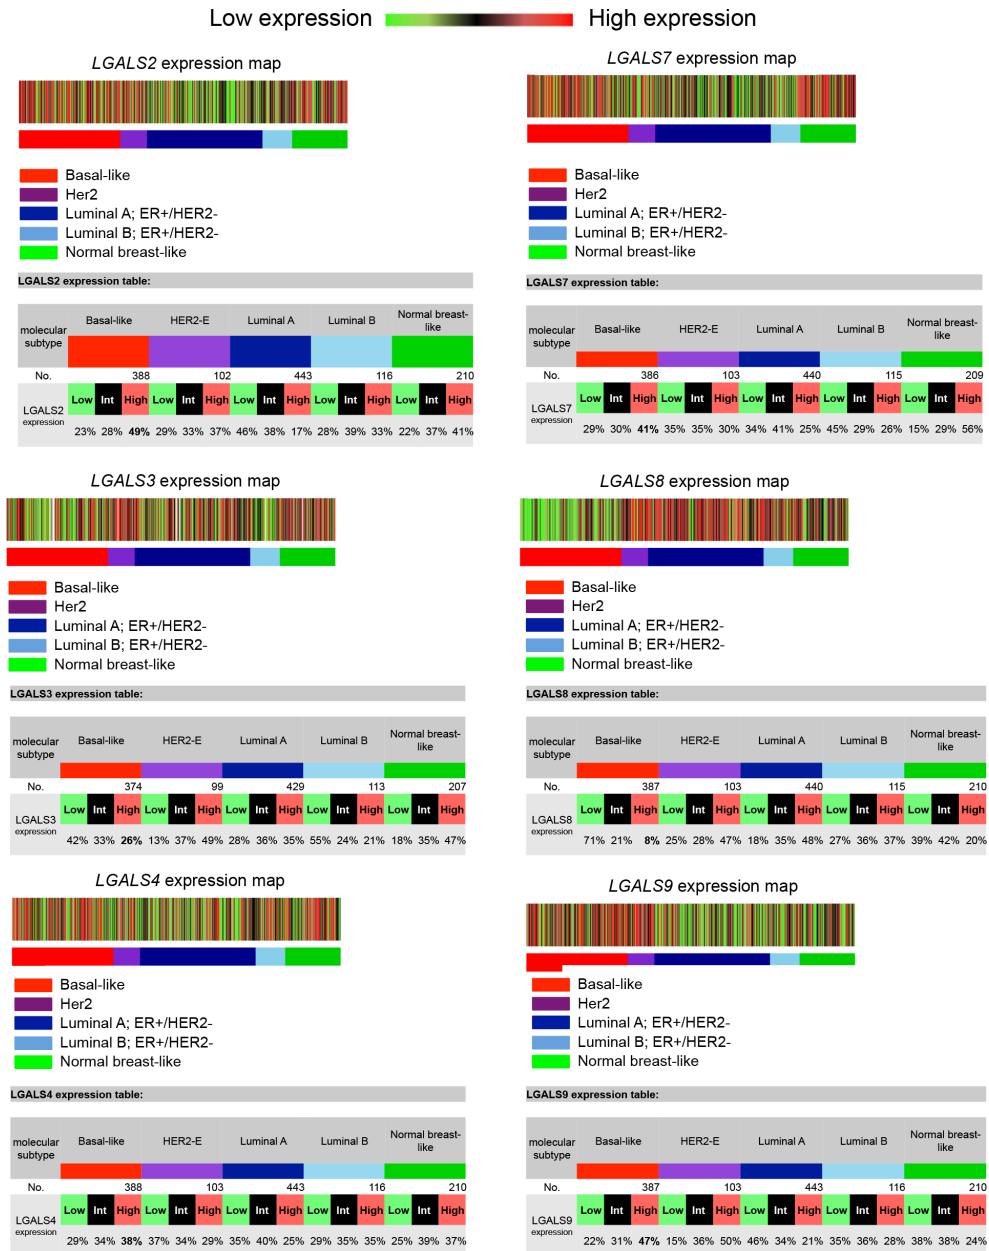 Low expression High expression
LGALS2 expression map
Basal-like
Her2
Luminal A; ER+/HER2-
Luminal B; ER+/HER2-
Normal breast-like
LGALS2 expression table:
molecular subtype Basal-like HER2-E Luminal A Luminal B Normal breast-like
No. 388 102 443 116 210
LGALS2 expression Low Int High Low Int High Low Int High Low Int High Low Int High
23% 28% 49% 29% 33% 37% 46% 38% 17% 28% 39% 33% 22% 37% 41%
LGALS7 expression map
Basal-like
Her2
Luminal A; ER+/HER2-
Luminal B; ER+/HER2-
Normal breast-like
LGALS7 expression table:
molecular subtype Basal-like HER2-E Luminal A Luminal B Normal breast-like
No. 386 103 440 115 209
LGALS7 expression Low Int High Low Int High Low Int High Low Int High Low Int High
29% 30% 41% 35% 35% 30% 34% 41% 25% 45% 29% 26% 15% 29% 56%
LGALS3 expression map
Basal-like
Her2
Luminal A; ER+/HER2-
Luminal B; ER+/HER2-
Normal breast-like
LGALS3 expression table:
molecular subtype Basal-like HER2-E Luminal A Luminal B Normal breast-like
No. 374 99 429 113 207
LGALS3 expression Low Int High Low Int High Low Int High Low Int High Low Int High
42% 33% 26% 13% 37% 49% 28% 36% 35% 55% 24% 21% 18% 35% 47%
LGALS8 expression map
Basal-like
Her2
Luminal A; ER+/HER2-
Luminal B; ER+/HER2-
Normal breast-like
LGALS8 expression table:
molecular subtype Basal-like HER2-E Luminal A Luminal B Normal breast-like
No. 387 103 440 115 210
LGALS8 expression Low Int High Low Int High Low Int High Low Int High Low Int High
71% 21% 8% 25% 28% 47% 18% 35% 48% 27% 36% 37% 39% 42% 20%
LGALS4 expression map
Basal-like
Her2
Luminal A; ER+/HER2-
Luminal B; ER+/HER2-
Normal breast-like
LGALS4 expression table:
molecular subtype Basal-like HER2-E Luminal A Luminal B Normal breast-like
No. 388 103 443 116 210
LGALS4 expression Low Int High Low Int High Low Int High Low Int High Low Int High
29% 34% 38% 37% 34% 29% 35% 40% 25% 29% 35% 35% 25% 39% 37%
LGALS9 expression map
Basal-like
Her2
Luminal A; ER+/HER2-
Luminal B; ER+/HER2-
Normal breast-like
LGALS9 expression table:
molecular subtype Basal-like HER2-E Luminal A Luminal B Normal breast-like
No. 387 103 443 116 210
LGALS9 expression Low Int High Low Int High Low Int High Low Int High Low Int High
22% 31% 47% 15% 36% 50% 46% 34% 21% 35% 36% 28% 38% 38% 24%